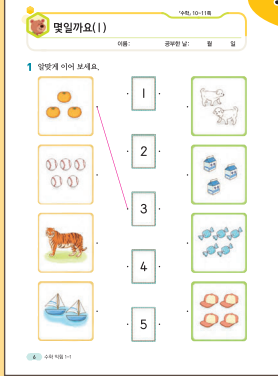 「수학」 10~11쪽
몇일까요(1)
이름: 공부한 날: 월 일
1 알맞게 이어 보세요.
1
2
3
4
5
6 수학 익힘 1-1